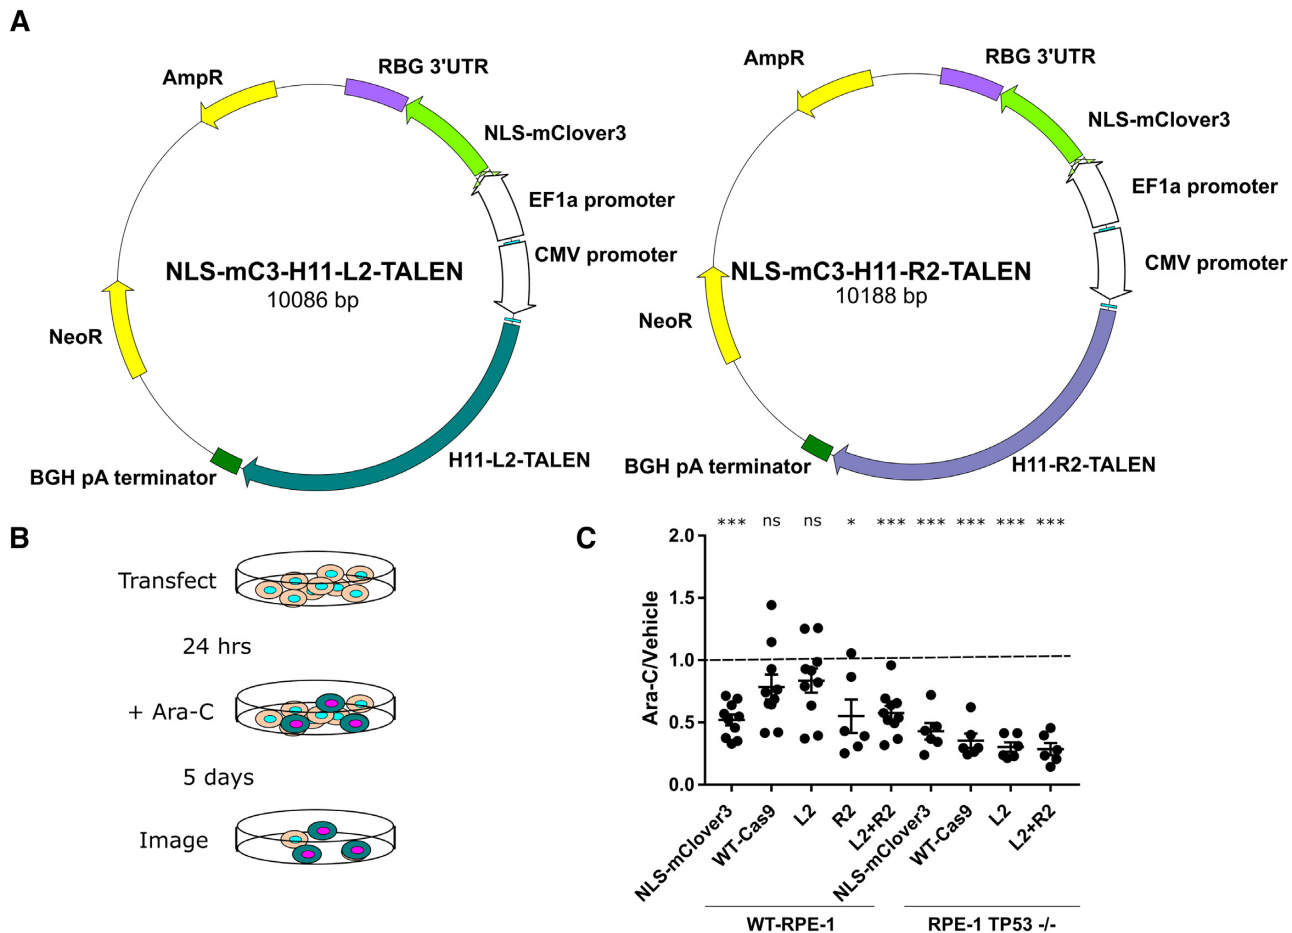 A
AmpR
RBG 3'UTR
NLS-mClover3
EF1a promoter
CMV promoter
NLS-mC3-H11-L2-TALEN
10086 bp
NeoR
BGH pA terminator
H11-L2-TALEN
AmpR
RBG 3'UTR
NLS-mClover3
EF1a promoter
CMV promoter
NLS-mC3-H11-R2-TALEN
10188 bp
NeoR
BGH pA terminator
H11-R2-TALEN
B
Transfect
24 hrs
+ Ara-C
5 days
Image
C
*** ns ns * *** *** *** *** ***
Ara-C/Vehicle
2.0
1.5
1.0
0.5
0.0
NLS-mClover3
WT-Cas9
L2
R2
L2+R2
NLS-mClover3
WT-Cas9
L2
L2+R2
WT-RPE-1
RPE-1 TP53 -/-